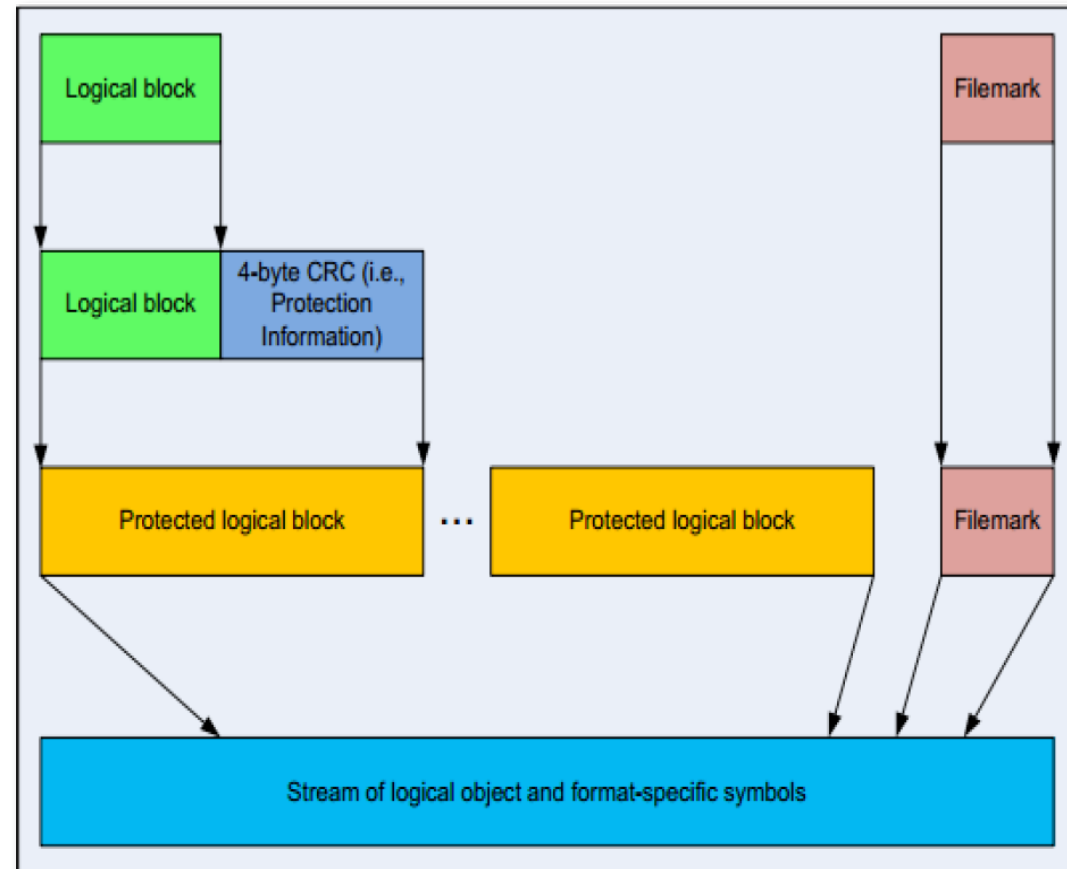 Logical block
Filemark
Logical block
4-byte CRC (i.e.,
Protection
Information)
Protected logical block
...
Protected logical block
Filemark
Stream of logical object and format-specific symbols